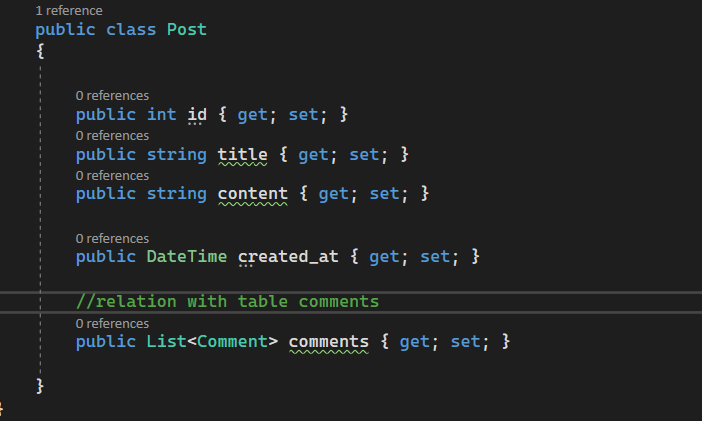 1 reference
public class Post
{
0 references
public int id { get; set; }
0 references
public string title { get; set; }
0 references
public string content { get; set; }
0 references
public DateTime created_at { get; set; }
//relation with table comments
0 references
public List<Comment> comments { get; set; }
}
}